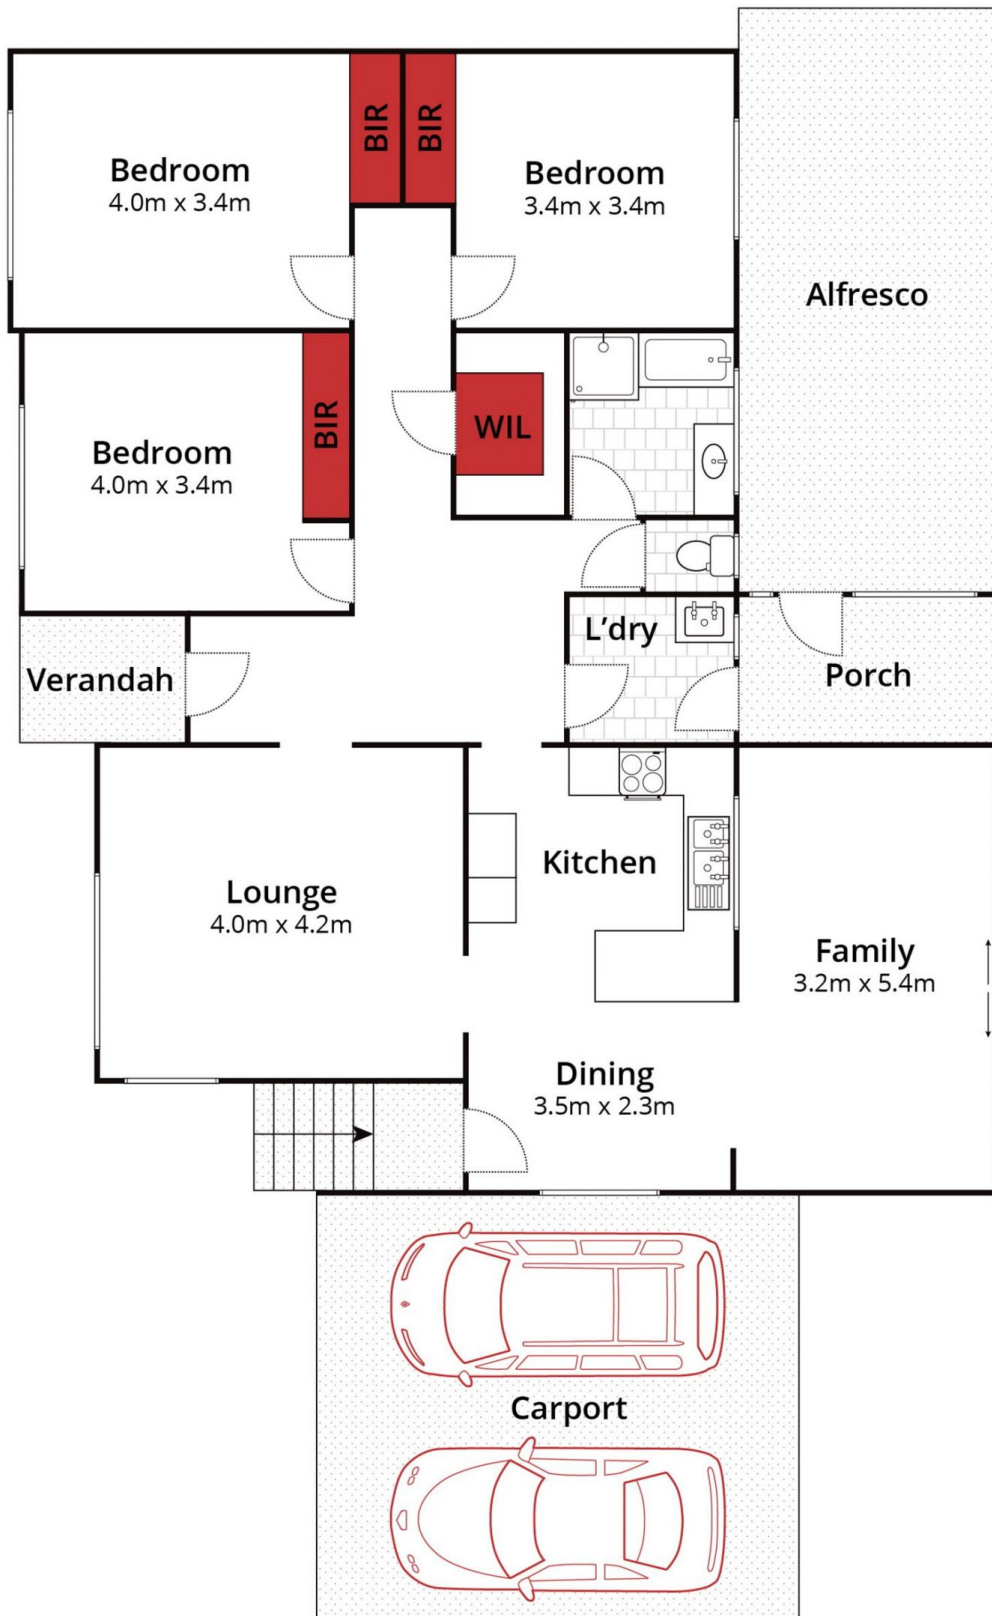 BIR
BIR
Bedroom
4.0m x 3.4m
Bedroom
3.4m x 3.4m
Alfresco
BIR
WIL
Bedroom
4.0m x 3.4m
L'dry
Verandah
Porch
Kitchen
Lounge
4.0m x 4.2m
Family
3.2m x 5.4m
Dining
3.5m x 2.3m
Carport